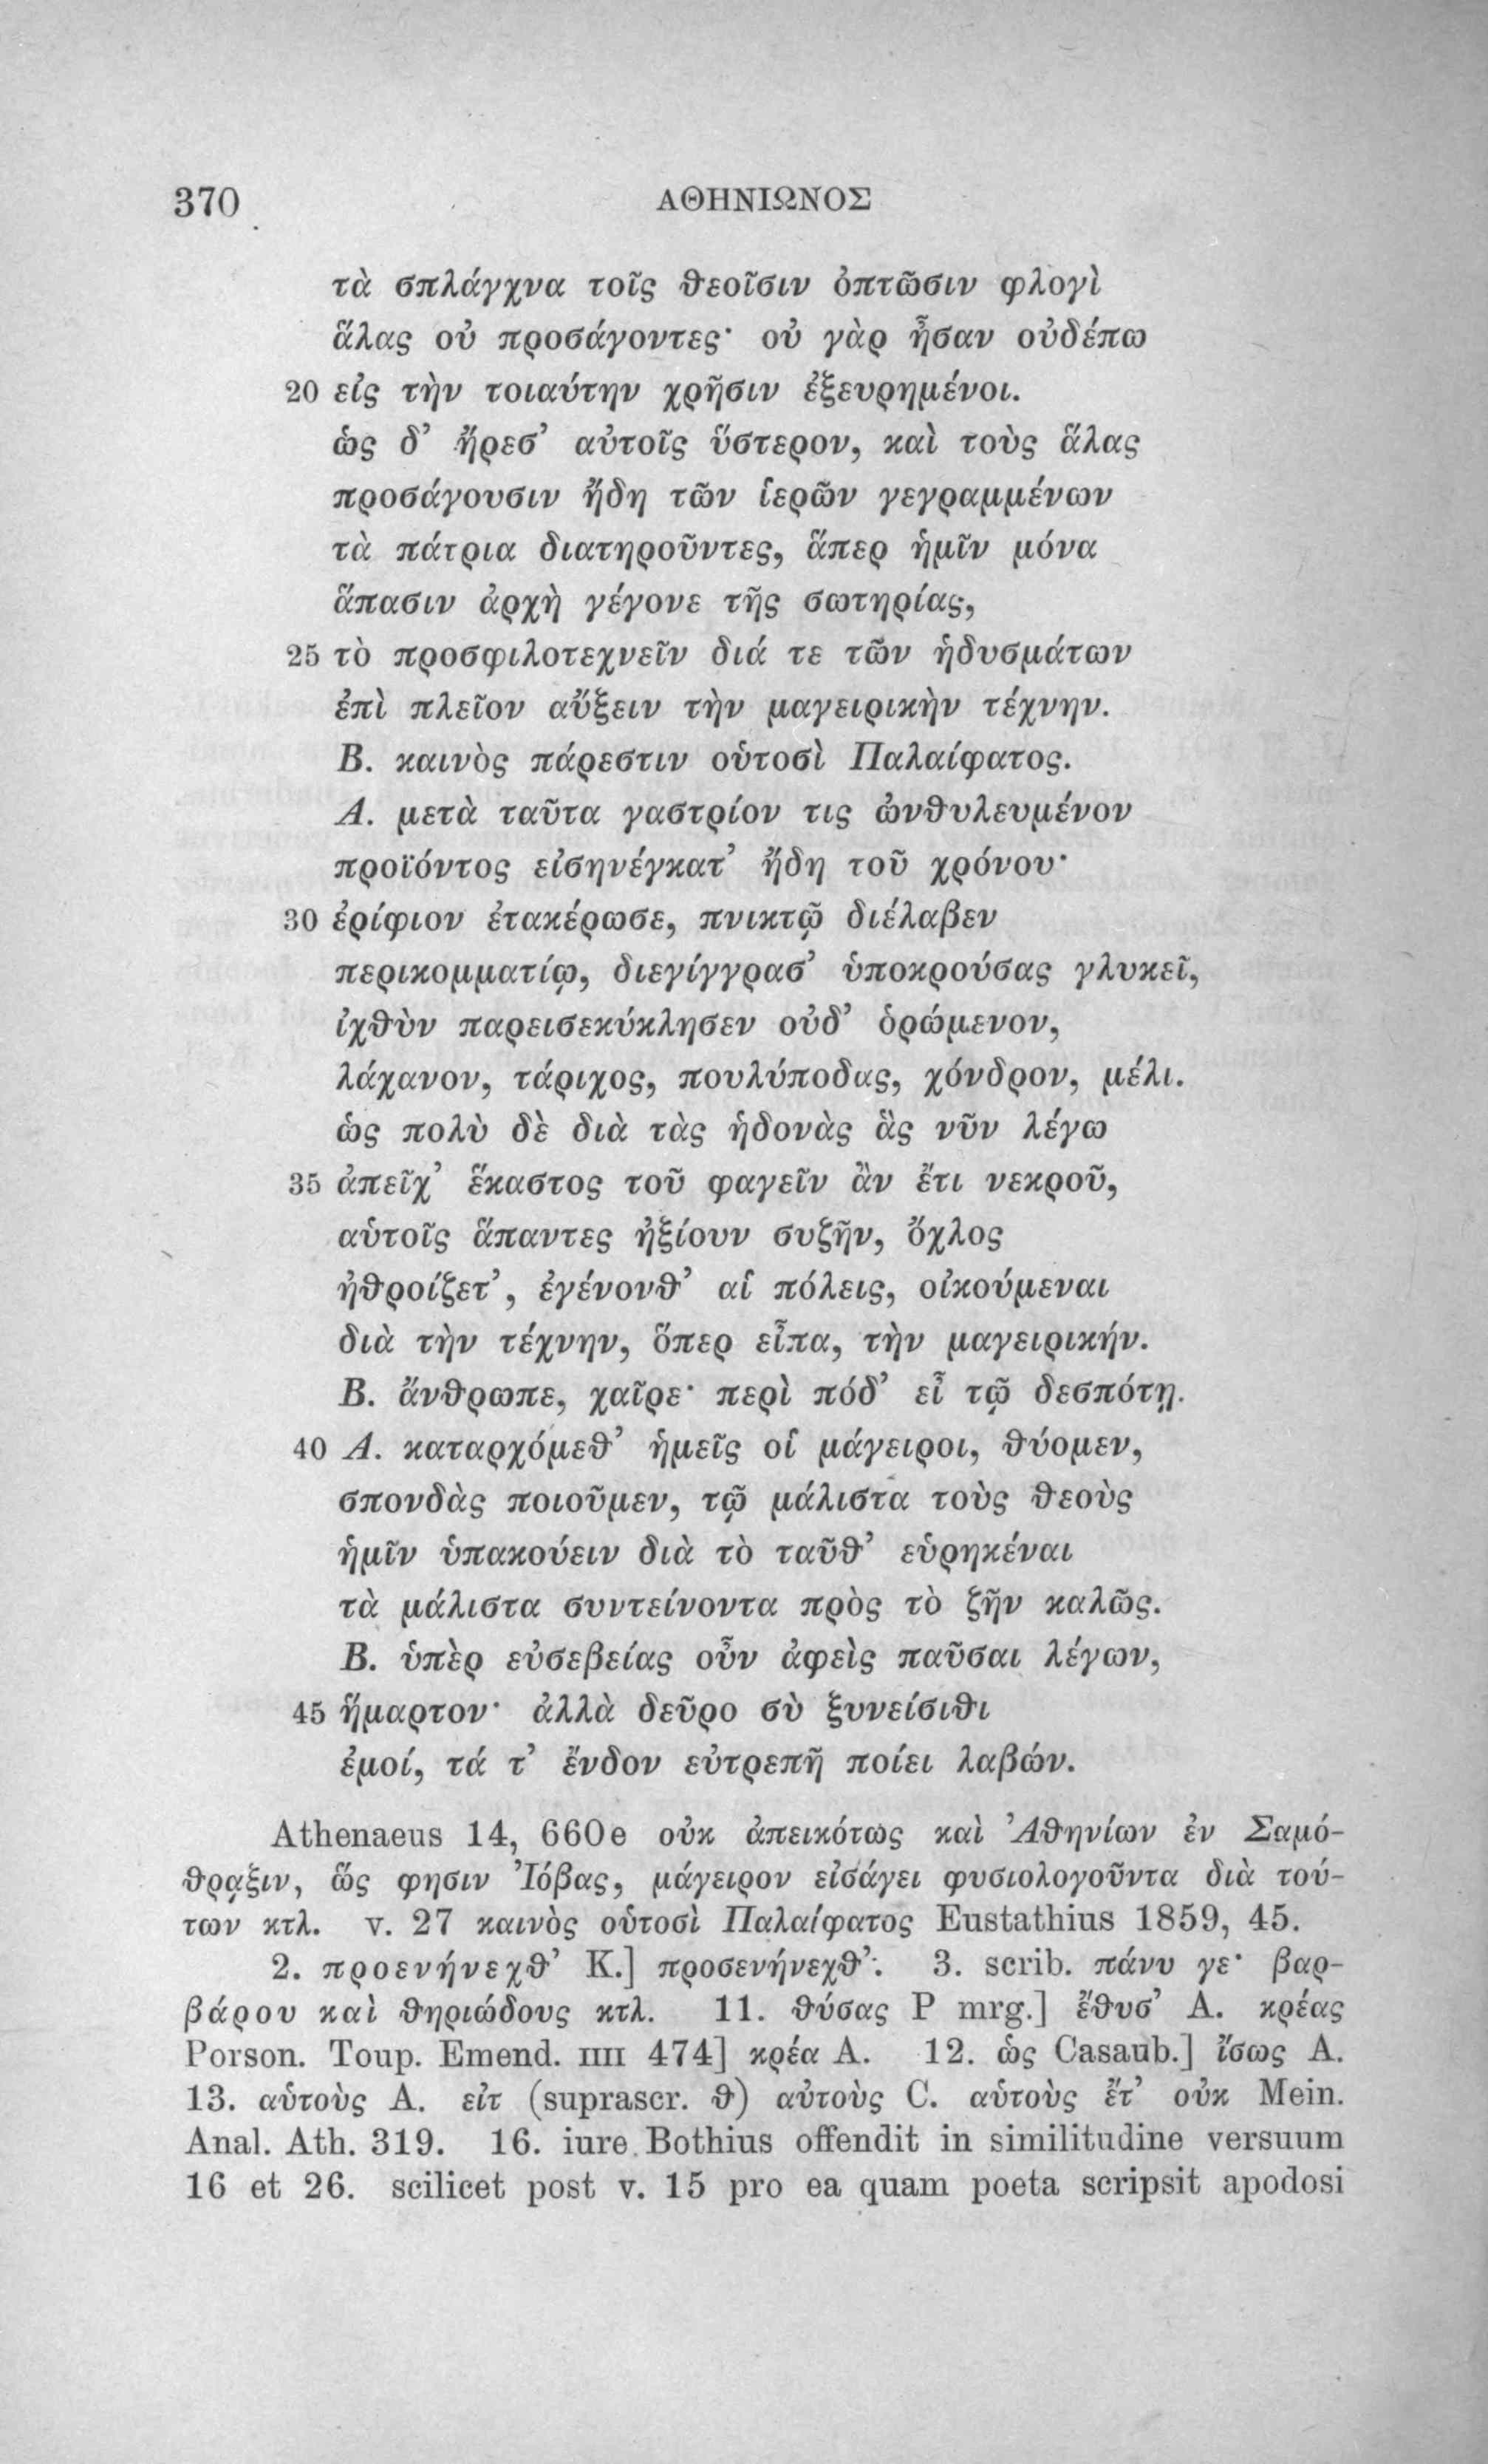 370 ΑΘΗΝΙΩΝΟΣ
τὰ σπλάγχνα τοῖς θεοῖσιν ὀπτῶσιν φλογὶ
ἅλας οὐ προσάγοντες· οὐ γὰρ ἦσαν οὐδέπω
20 εἰς τὴν τοιαύτην χρῆσιν ἐξευρημένοι.
ὡς δ’ ἤρεσ’ αὐτοῖς ὕστερον, καὶ τοὺς ἅλας
προσάγουσιν ἤδη τῶν ἱερῶν γεγραμμένων
τὰ πάτρια διατηροῦντες, ἅπερ ἡμῖν μόνα
ἅπασιν ἀρχὴ γέγονε τῆς σωτηρίας,
25 τὸ προσφιλοτεχνεῖν διά τε τῶν ἡδυσμάτων
ἐπὶ πλεῖον αὔξειν τὴν μαγειρικὴν τέχνην.
Β. καινὸς πάρεστιν οὑτοσὶ Παλαίφατος.
Α. μετὰ ταῦτα γαστρίον τις ὠνθυλευμένον
προϊόντος εἰσηνέγκατ’ ἤδη τοῦ χρόνου·
30 ἐρίφιον ἐτακέρωσε, πνικτῷ διέλαβεν
περικομματίῳ, διεγίγγρασ’ ὑποκρούσας γλυκεῖ,
ἰχθὺν παρεισεκύκλησεν οὐδ’ ὁρώμενον,
λάχανον, τάριχος, πουλύποδας, χόνδρον, μέλι.
ὡς πολὺ δὲ διὰ τὰς ἡδονὰς ἃς νῦν λέγω
35 ἀπεῖχ’ ἕκαστος τοῦ φαγεῖν ἂν ἔτι νεκροῦ,
αὑτοῖς ἅπαντες ἠξίουν συζῆν, ὄχλος
ἠθροίζετ’, ἐγένονθ’ αἱ πόλεις, οἰκούμεναι
διὰ τὴν τέχνην, ὅπερ εἶπα, τὴν μαγειρικήν.
Β. ἄνθρωπε, χαῖρε· περὶ πόδ’ εἶ τῷ δεσπότῃ.
40 Α. καταρχόμεθ’ ἡμεῖς οἱ μάγειροι, θύομεν,
σπονδὰς ποιοῦμεν, τῷ μάλιστα τοὺς θεοὺς
ἡμῖν ὑπακούειν διὰ τὸ ταῦθ’ εὑρηκέναι
τὰ μάλιστα συντείνοντα πρὸς τὸ ζῆν καλῶς.
Β. ὑπὲρ εὐσεβείας οὖν ἀφεὶς παῦσαι λέγων,
45 ἥμαρτον· ἀλλὰ δεῦρο σὺ ξυνείσιθι
ἐμοί, τά τ’ ἔνδον εὐτρεπῆ ποίει λαβών.
Athenaeus 14, 660e οὐκ ἀπεικότως καὶ Ἀθηνίων ἐν Σαμό-
θρᾳξιν, ὥς φησιν Ἰόβας, μάγειρον εἰσάγει φυσιολογοῦντα διὰ τού-
των κτλ. v. 27 καινὸς οὑτοσὶ Παλαίφατος Eustathius 1859, 45.
2. προενήνεχθ’ K.] προσενήνεχθ’. 3. scrib. πάνυ γε· βαρ-
βάρου καὶ θηριώδους κτλ. 11. θύσας P mrg.] ἔθυσ’ A. κρέας
Porson. Toup. Emend. IIII 474] κρέα A. 12. ὡς Casaub.] ἴσως A.
13. αὑτοὺς A. εἰτ (suprascr. θ) αὐτοὺς C. αὑτοὺς ἔτ’ οὐκ Mein.
Anal. Ath. 319. 16. iure Bothius offendit in similitudine versuum
16 et 26. scilicet post v. 15 pro ea quam poeta scripsit apodosi